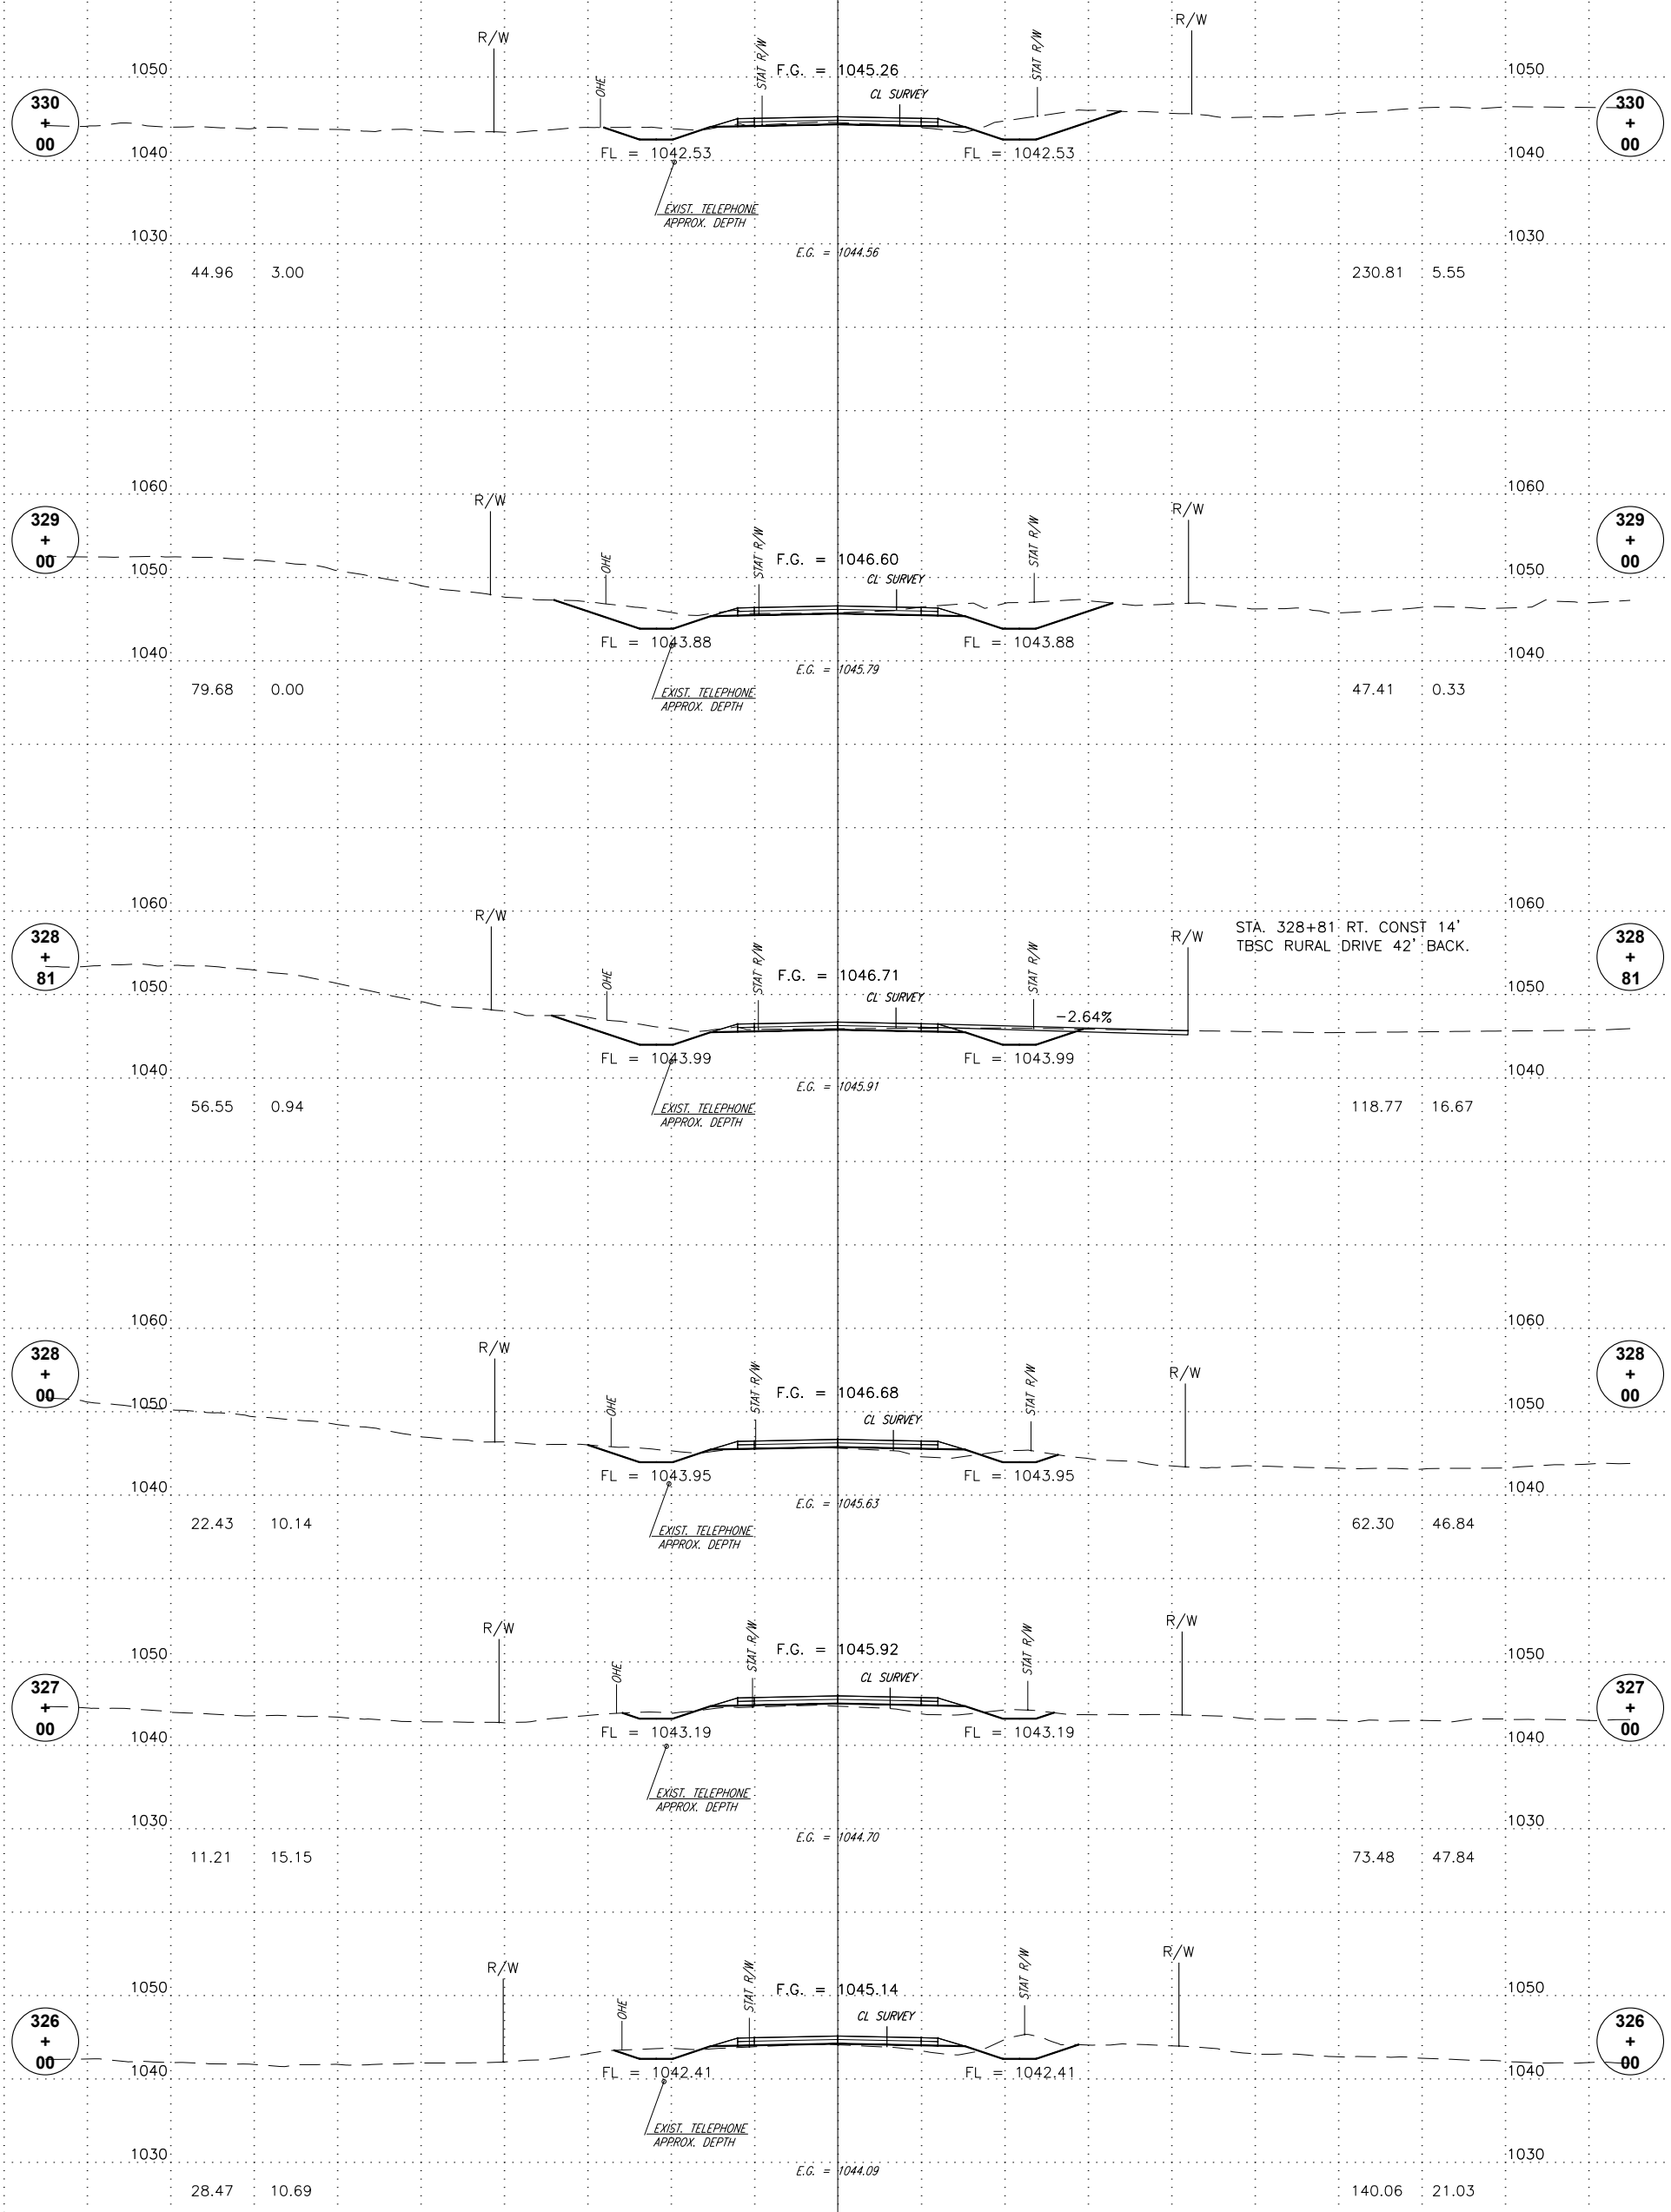 R/W
R/W
STAT R/W
STAT R/W
OHE
1050
F.G. = 1045.26
1050
CL SURVEY
330
+
00
330
+
00
1040
FL = 1042.53
FL = 1042.53
1040
EXIST. TELEPHONE
APPROX. DEPTH
1030
E.G. = 1044.56
1030
44.96 3.00
230.81 5.55
1060
1060
R/W
R/W
329
+
00
329
+
00
STAT R/W
STAT R/W
OHE
F.G. = 1046.60
1050
CL SURVEY
1050
FL = 1043.88
FL = 1043.88
1040
E.G. = 1045.79
1040
79.68 0.00
EXIST. TELEPHONE
APPROX. DEPTH
47.41 0.33
1060
1060
R/W
R/W
STA. 328+81 RT. CONST 14'
TBSC RURAL DRIVE 42' BACK.
328
+
81
328
+
81
STAT R/W
STAT R/W
OHE
F.G. = 1046.71
1050
CL SURVEY
1050
-2.64%
FL = 1043.99
FL = 1043.99
1040
E.G. = 1045.91
1040
56.55 0.94
EXIST. TELEPHONE
APPROX. DEPTH
118.77 16.67
1060
1060
R/W
R/W
328
+
00
328
+
00
STAT R/W
STAT R/W
OHE
F.G. = 1046.68
1050
CL SURVEY
1050
FL = 1043.95
FL = 1043.95
1040
E.G. = 1045.63
1040
22.43 10.14
EXIST. TELEPHONE
APPROX. DEPTH
62.30 46.84
R/W
R/W
STAT R/W
STAT R/W
OHE
1050
F.G. = 1045.92
1050
CL SURVEY
327
+
00
327
+
00
1040
FL = 1043.19
FL = 1043.19
1040
EXIST. TELEPHONE
APPROX. DEPTH
1030
E.G. = 1044.70
1030
11.21 15.15
73.48 47.84
R/W
R/W
STAT R/W
STAT R/W
OHE
1050
F.G. = 1045.14
1050
CL SURVEY
326
+
00
326
+
00
1040
FL = 1042.41
FL = 1042.41
1040
EXIST. TELEPHONE
APPROX. DEPTH
1030
E.G. = 1044.09
1030
28.47 10.69
140.06 21.03